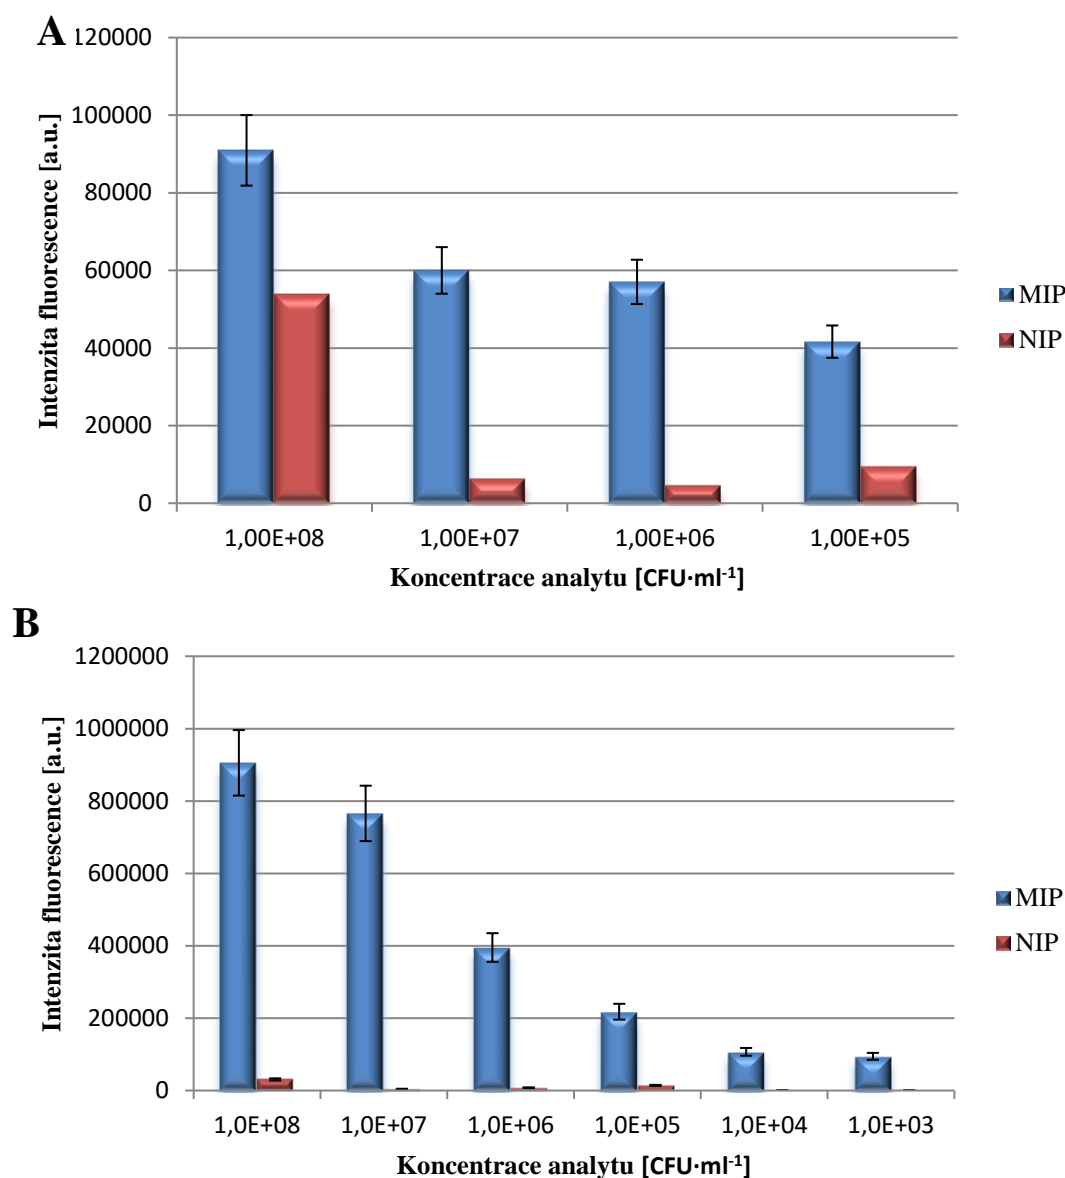 A
120000
100000
80000
60000
40000
20000
0
Intenzita fluorescence [a.u.]
1,00E+08 1,00E+07 1,00E+06 1,00E+05
Koncentrace analytu [CFU·ml-1]
MIP
NIP
B
1200000
1000000
800000
600000
400000
200000
0
Intenzita fluorescence [a.u.]
1,0E+08 1,0E+07 1,0E+06 1,0E+05 1,0E+04 1,0E+03
Koncentrace analytu [CFU·ml-1]
MIP
NIP